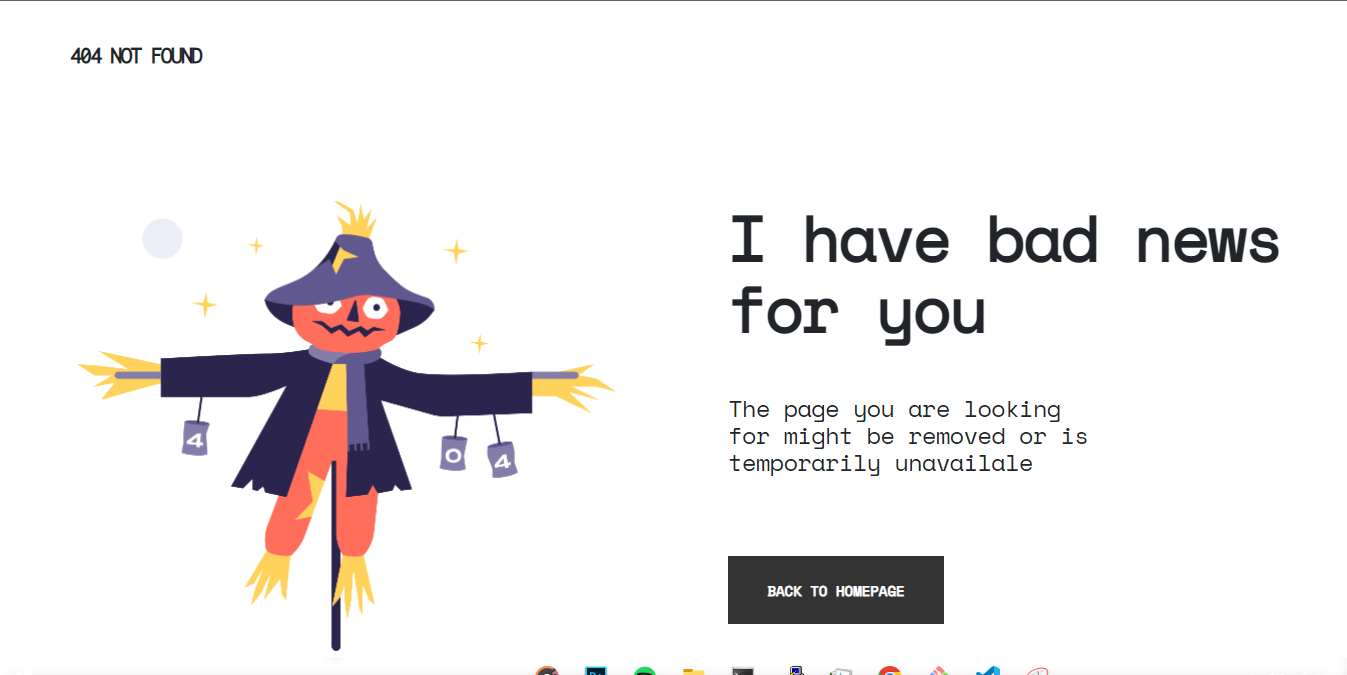 404 NOT FOUND
I have bad news
for you
4
0
4
The page you are looking
for might be removed or is
temporarily unavailale
BACK TO HOMEPAGE